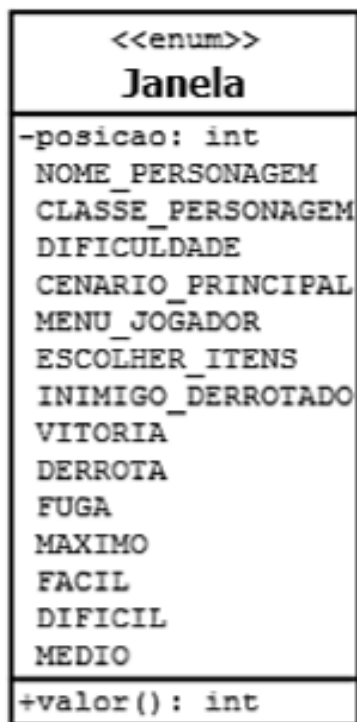 <<enum>>
Janela
-posicao: int
NOME_PERSONAGEM
CLASSE_PERSONAGEM
DIFICULDADE
CENARIO_PRINCIPAL
MENU_JOGADOR
ESCOLHER_ITENS
INIMIGO_DERROTADO
VITORIA
DERROTA
FUGA
MAXIMO
FACIL
DIFICIL
MEDIO
+valor(): int